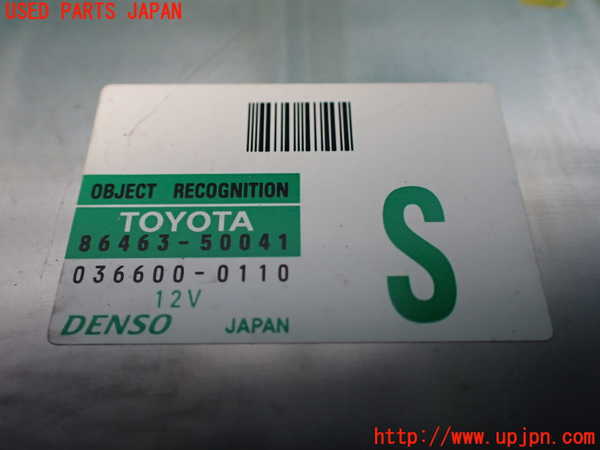 USED PARTS JAPAN
OBJECT RECOGNITION
TOYOTA
86463-50041
036600-0110
12V
DENSO JAPAN
S
http://www.upjpn.com